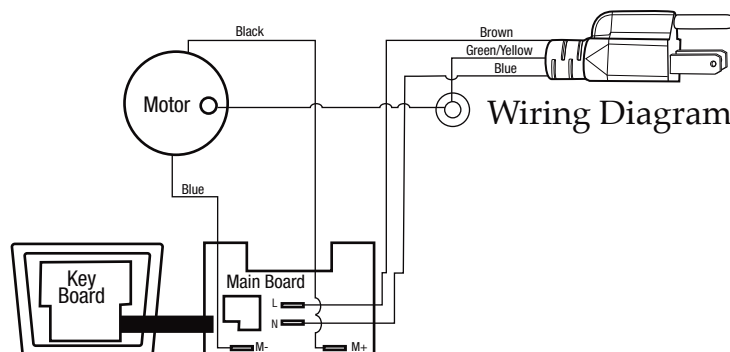 Black
Brown
Green/Yellow
Blue
Motor
Wiring Diagram
Blue
Key
Board
Main Board
L
N
M-
M+